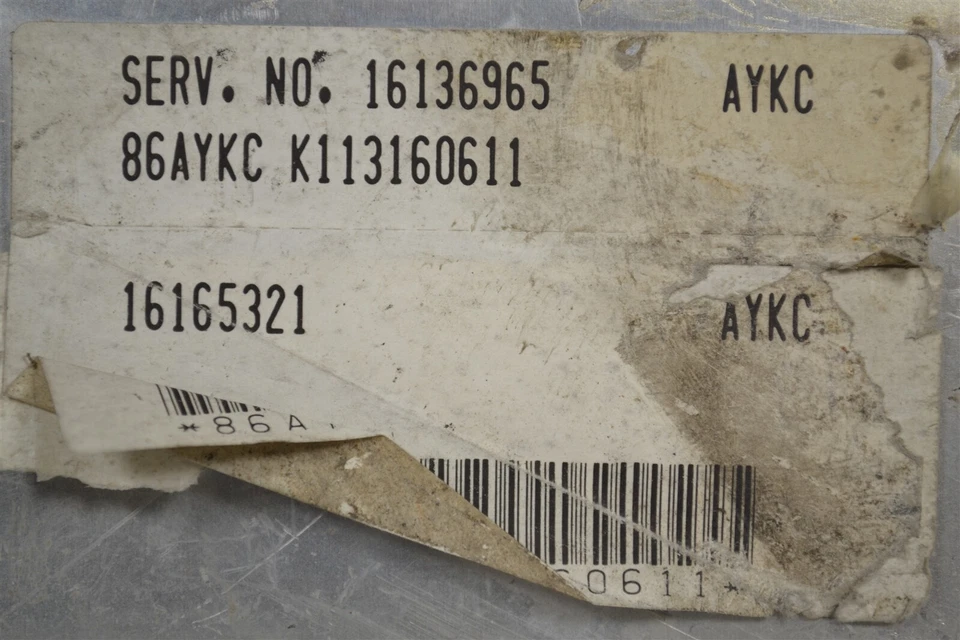 SERV. NO. 16136965 AYKC
86AYKC K113160611
16165321 AYKC
*86A
0611*